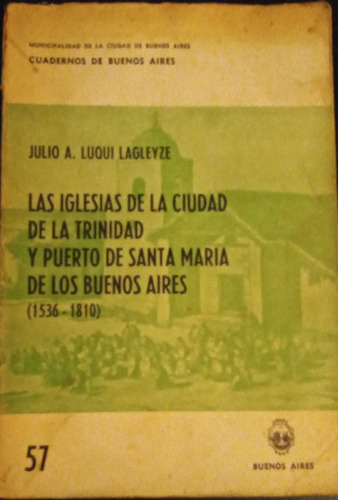 MUNICIPALIDAD DE LA CIUDAD DE BUENOS AIRES
CUADERNOS DE BUENOS AIRES
JULIO A. LUQUI LAGLEYZE
LAS IGLESIAS DE LA CIUDAD
DE LA TRINIDAD
Y PUERTO DE SANTA MARIA
DE LOS BUENOS AIRES
(1536 - 1810)
57
BUENOS AIRES